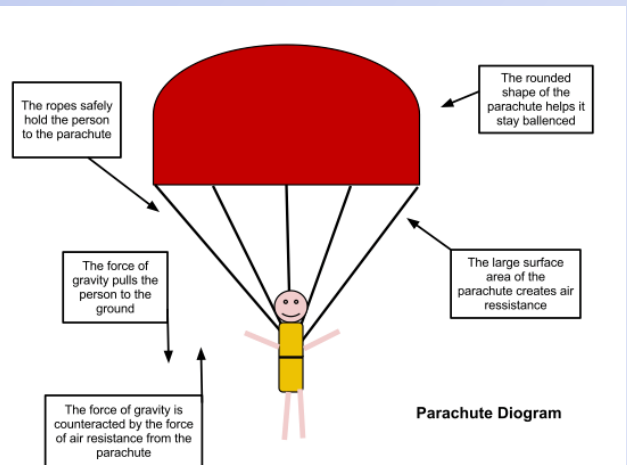 The ropes safely
hold the person
to the parachute
The rounded
shape of the
parachute helps it
stay ballenced
The force of
gravity pulls the
person to the
ground
The large surface
area of the
parachute creates air
ressistance
The force of gravity is
counteracted by the force
of air resistance from the
parachute
Parachute Diogram